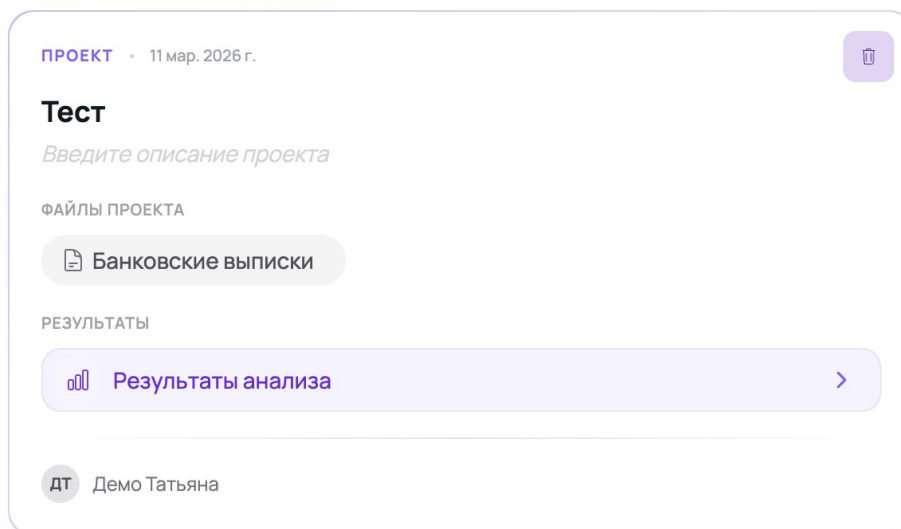 ПРОЕКТ • 11 мар. 2026 г.
Тест
Введите описание проекта
ФАЙЛЫ ПРОЕКТА
Банковские выписки
РЕЗУЛЬТАТЫ
Результаты анализа
ДТ Демо Татьяна